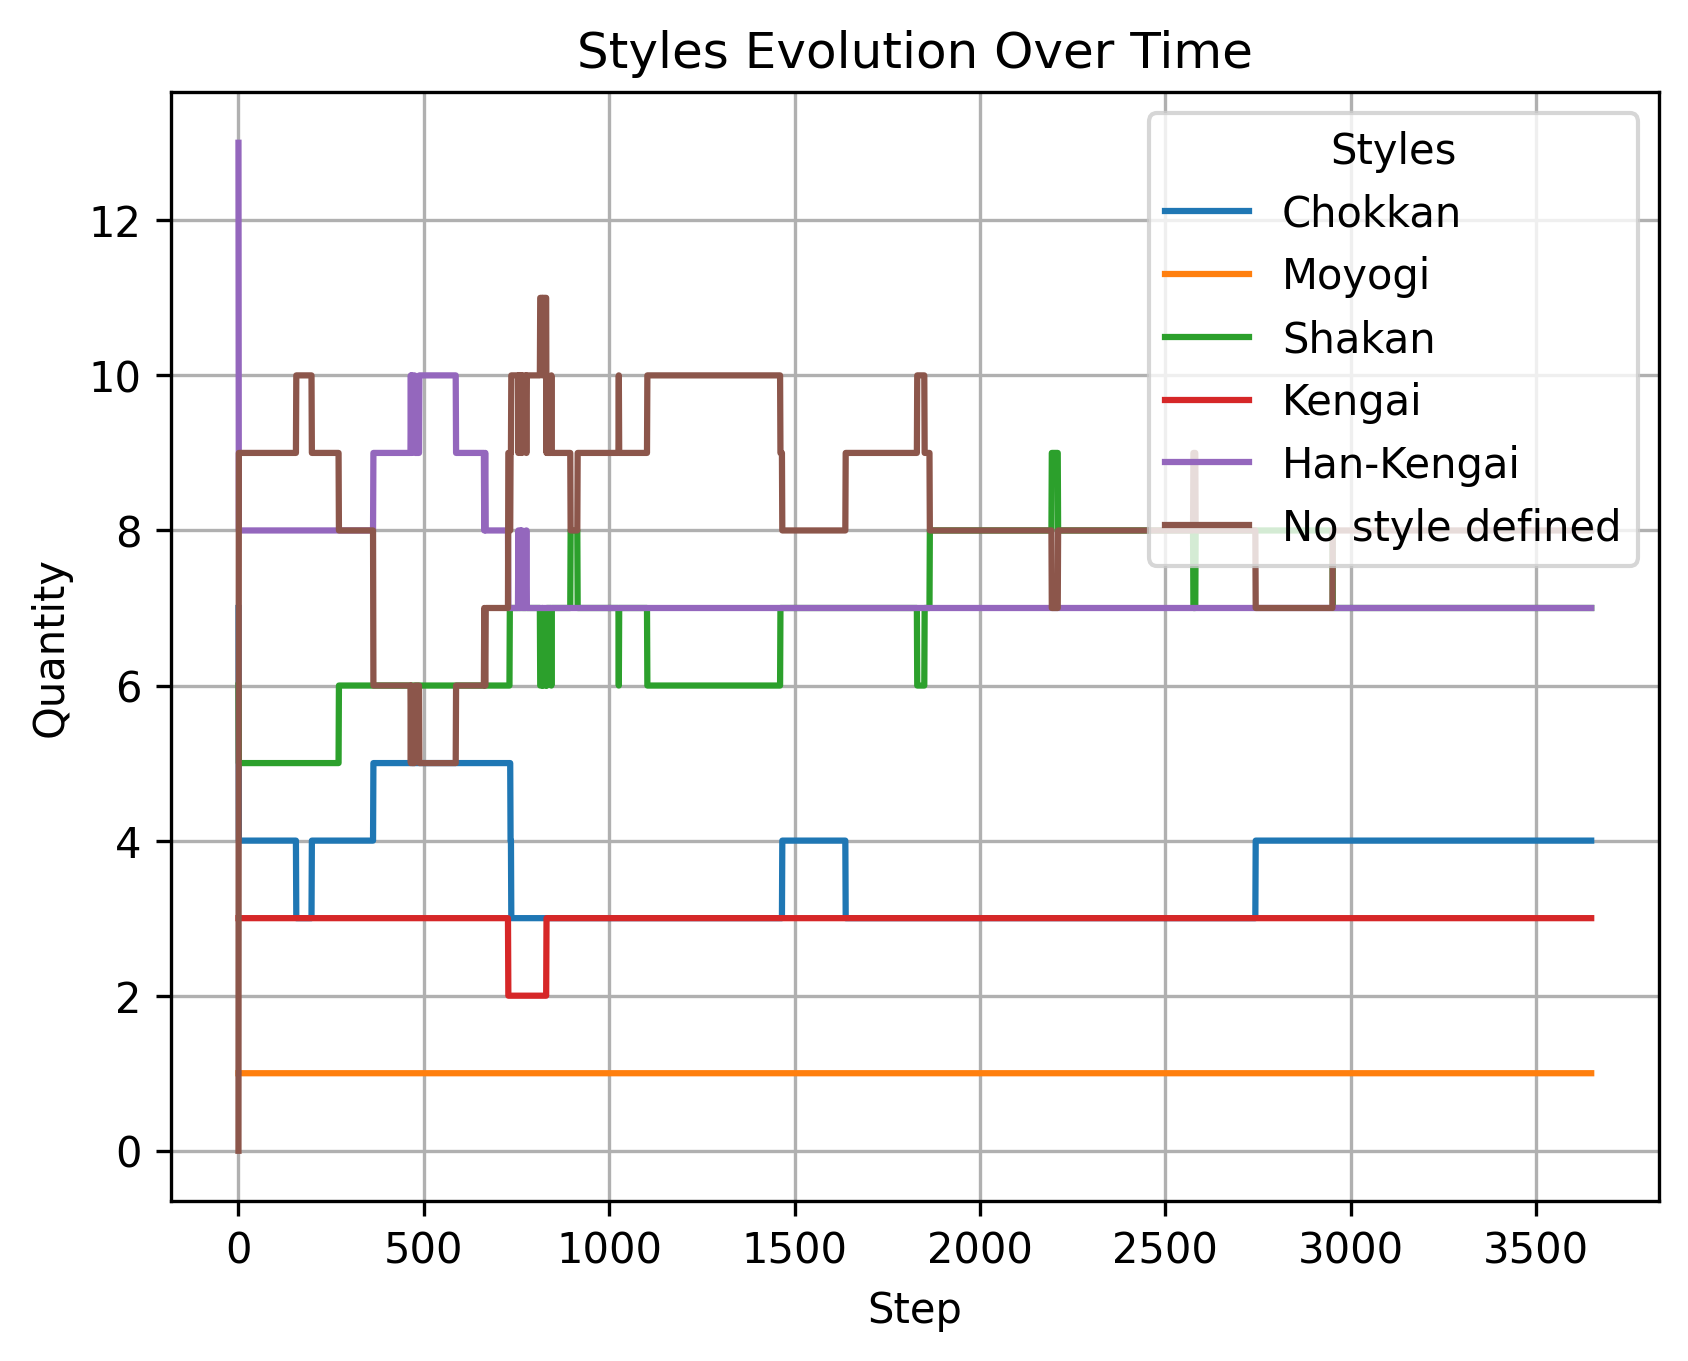 Styles Evolution Over Time
Styles
Chokkan
Moyogi
Shakan
Kengai
Han-Kengai
No style defined
Quantity
12
10
8
6
4
2
0
0 500 1000 1500 2000 2500 3000 3500
Step